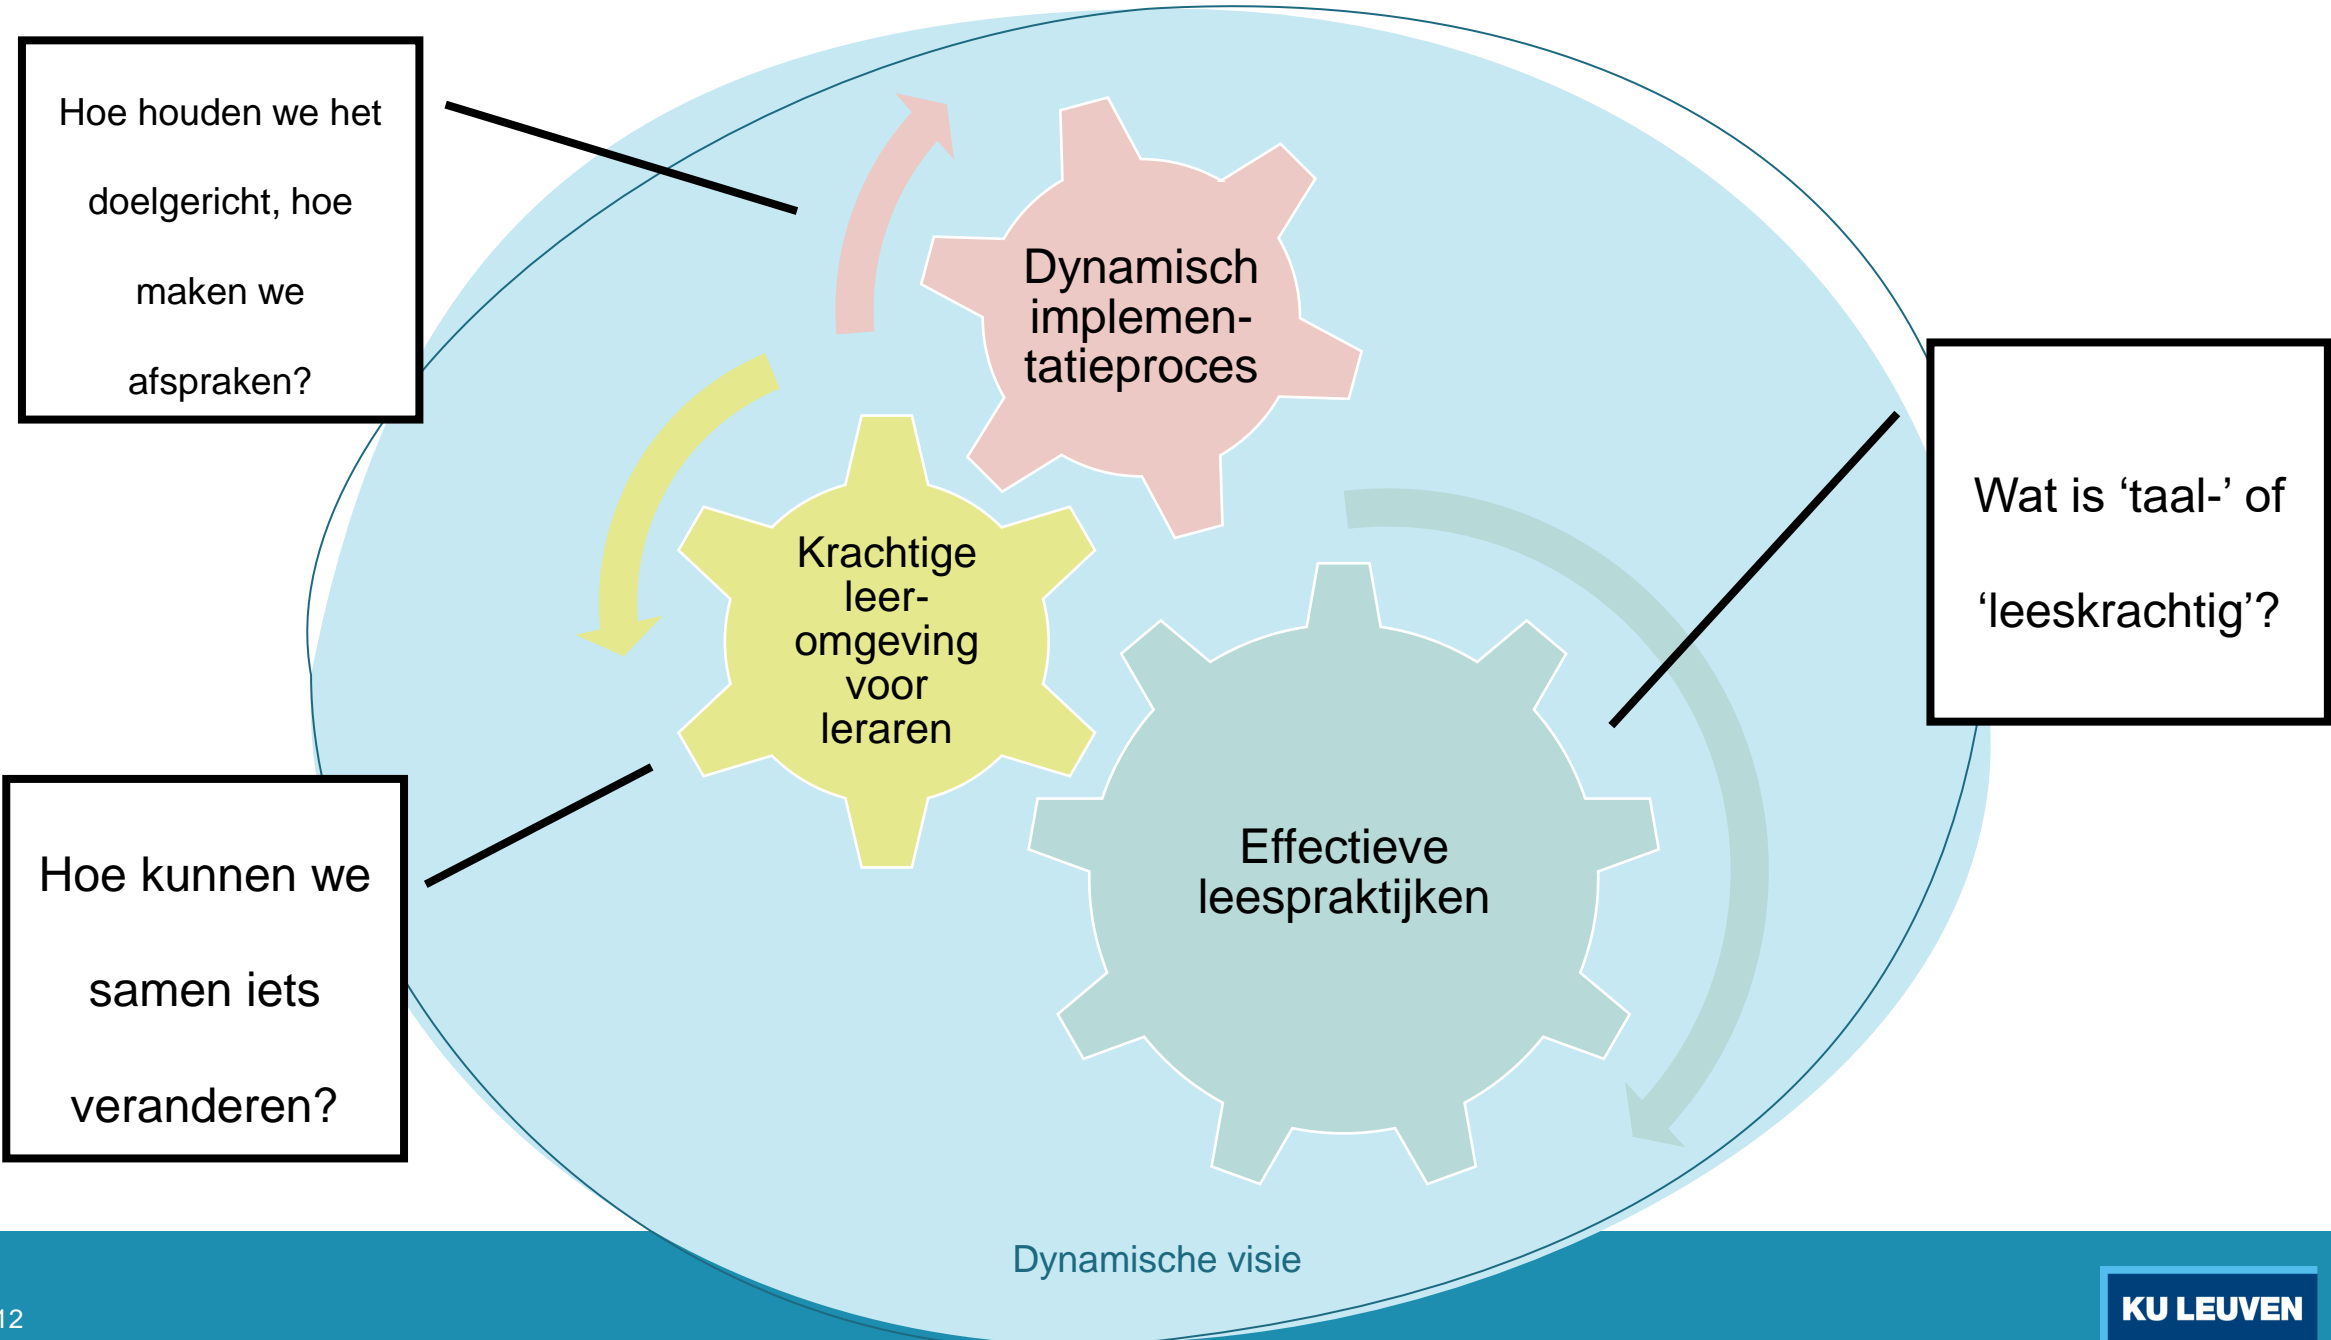 Hoe houden we het
doelgericht, hoe
maken we
afspraken?
Dynamisch
implemen-
tatieproces
Krachtige
leer-
omgeving
voor
leraren
Wat is ‘taal-’ of
‘leeskrachtig’?
Hoe kunnen we
samen iets
veranderen?
Effectieve
leespraktijken
Dynamische visie
12
KU LEUVEN